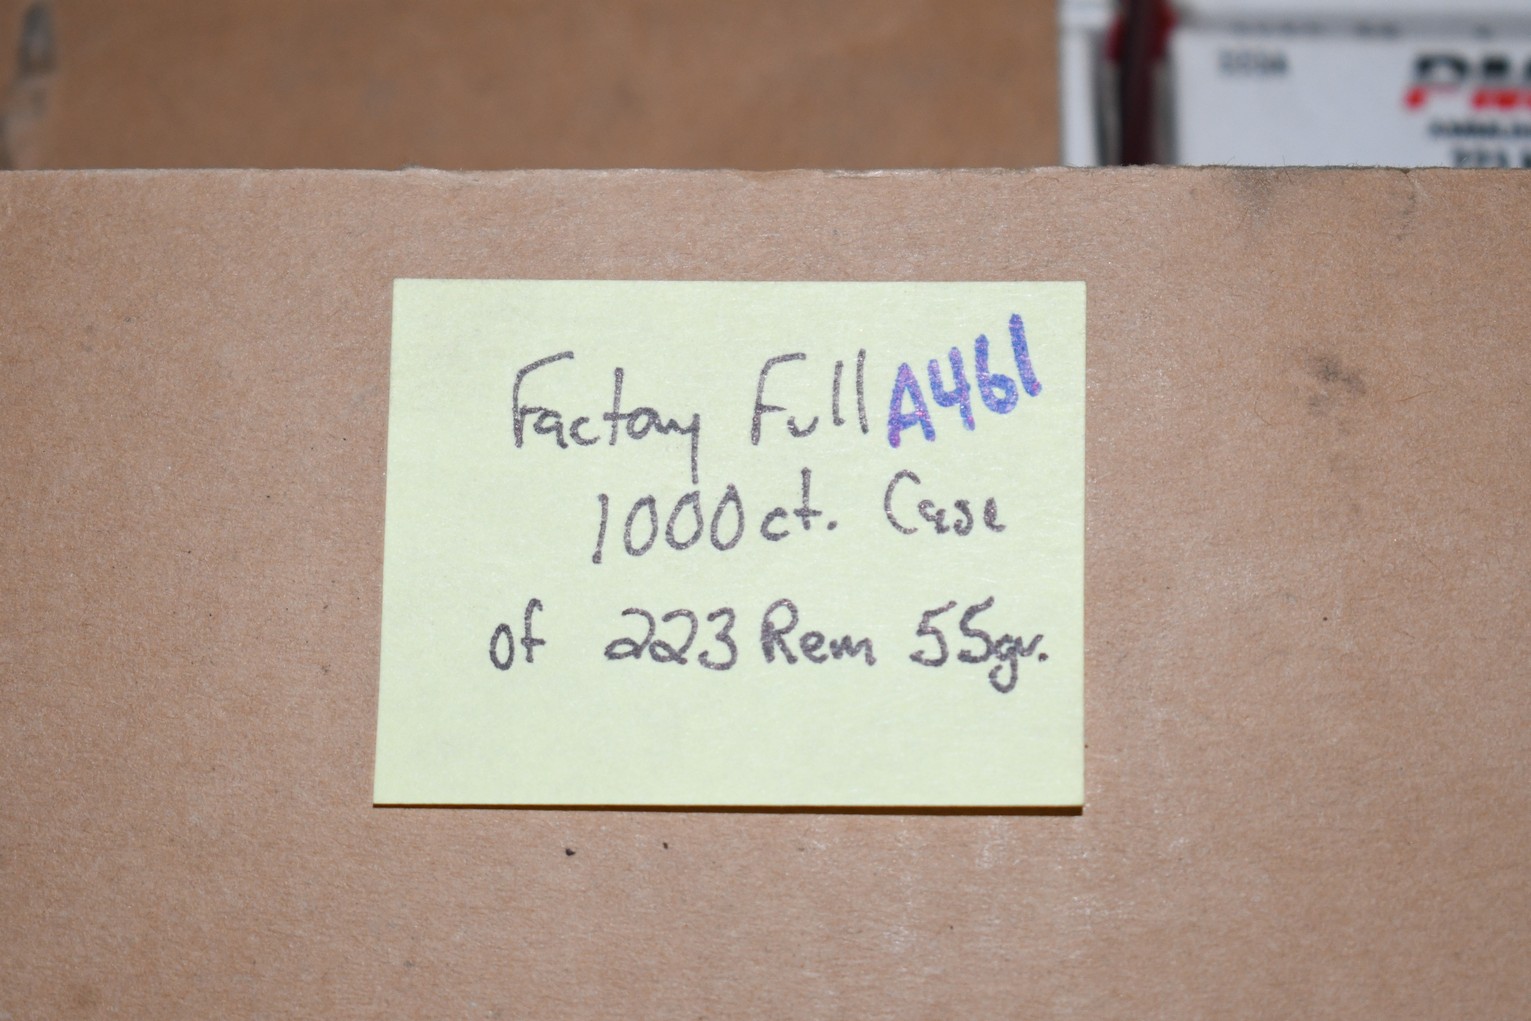 Factory Full A461
1000 ct. Case
of 223 Rem 55gr.